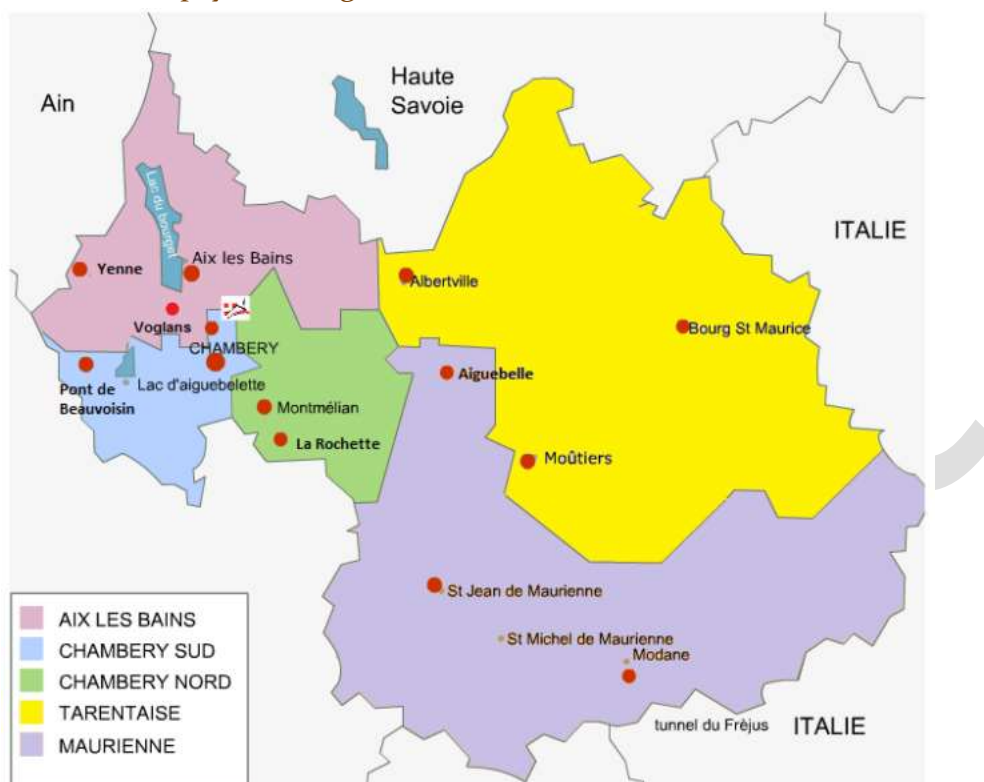 Haute
Savoie
Ain
Lac du bourget
ITALIE
Yenne
Aix les Bains
Albertville
Voglans
Bourg St Maurice
CHAMBERY
Aiguebelle
Pont de
Beauvoisin
Lac d'aiguebelette
Montmélian
La Rochette
Moûtiers
St Jean de Maurienne
St Michel de Maurienne
Modane
tunnel du Frèjus
ITALIE
AIX LES BAINS
CHAMBERY SUD
CHAMBERY NORD
TARENTAISE
MAURIENNE